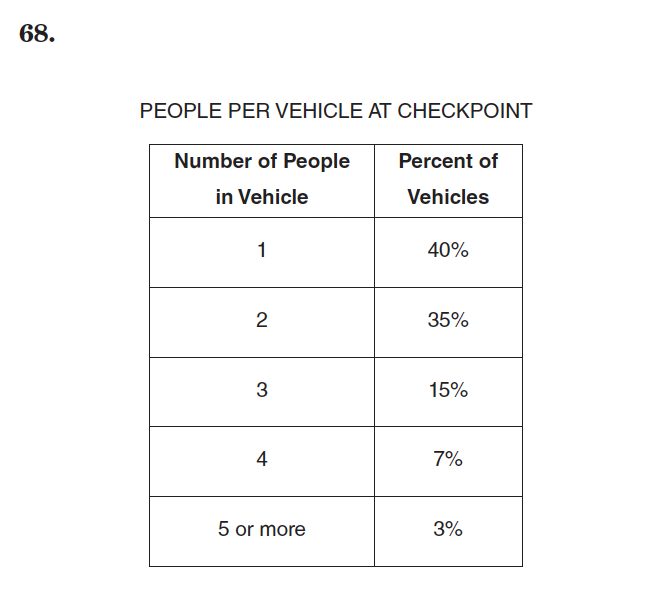 68.
PEOPLE PER VEHICLE AT CHECKPOINT
Number of People in Vehicle
Percent of Vehicles
1 40%
2 35%
3 15%
4 7%
5 or more 3%